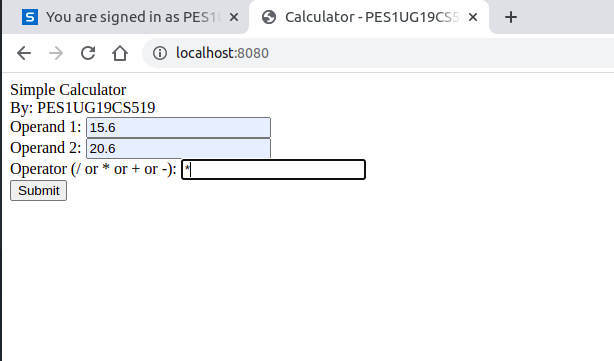 You are signed in as PES1
Calculator - PES1UG19CS5
localhost:8080
Simple Calculator
By: PES1UG19CS519
Operand 1: 15.6
Operand 2: 20.6
Operator (/ or * or + or -): *
Submit